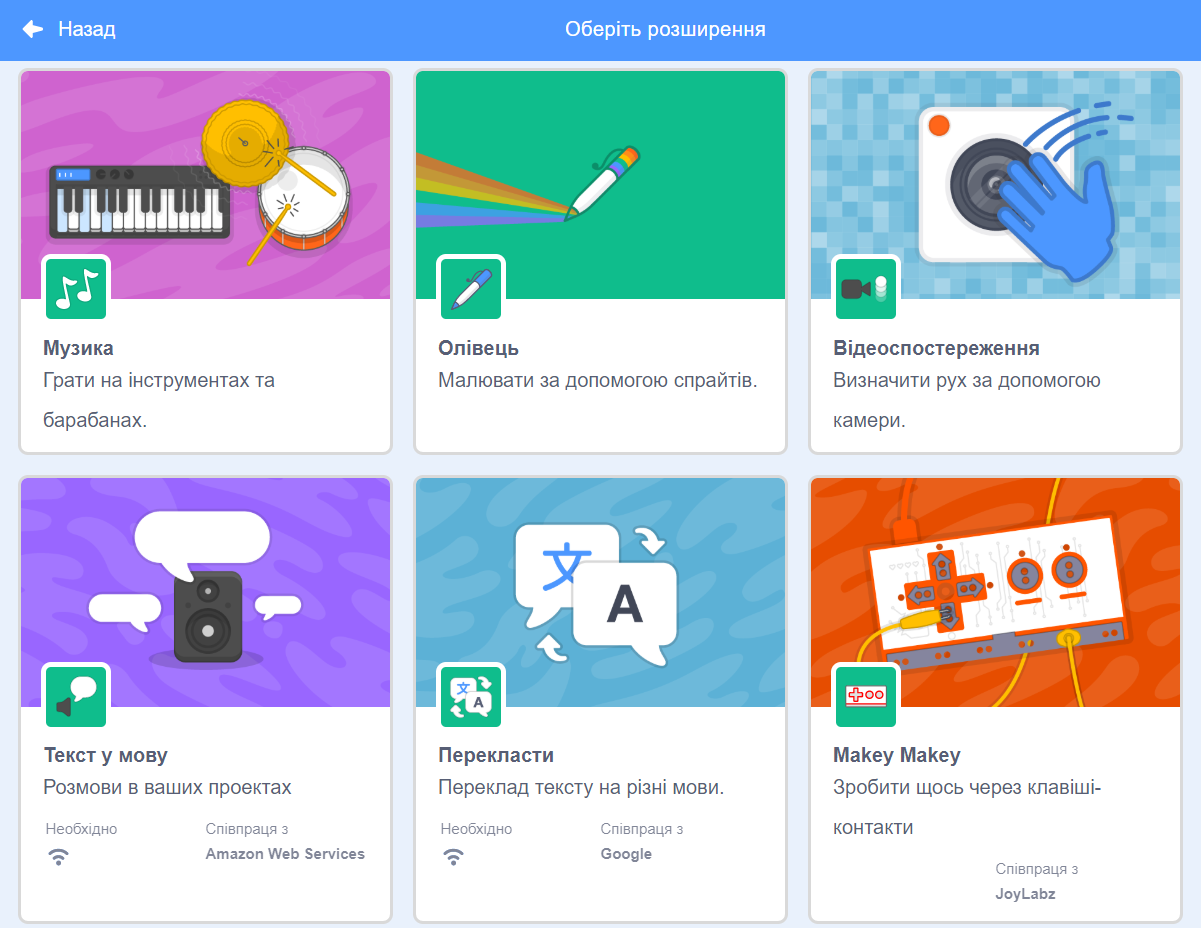 Назад
Оберіть розширення
Музика
Грати на інструментах та
барабанах.
Олівець
Малювати за допомогою спрайтів.
Відеоспостереження
Визначити рух за допомогою
камери.
文
A
文
A
Текст у мову
Розмови в ваших проектах
Необхідно
Співпраця з
Amazon Web Services
Перекласти
Переклад тексту на різні мови.
Необхідно
Співпраця з
Google
Makey Makey
Зробити щось через клавіші-
контакти
Співпраця з
JoyLabz